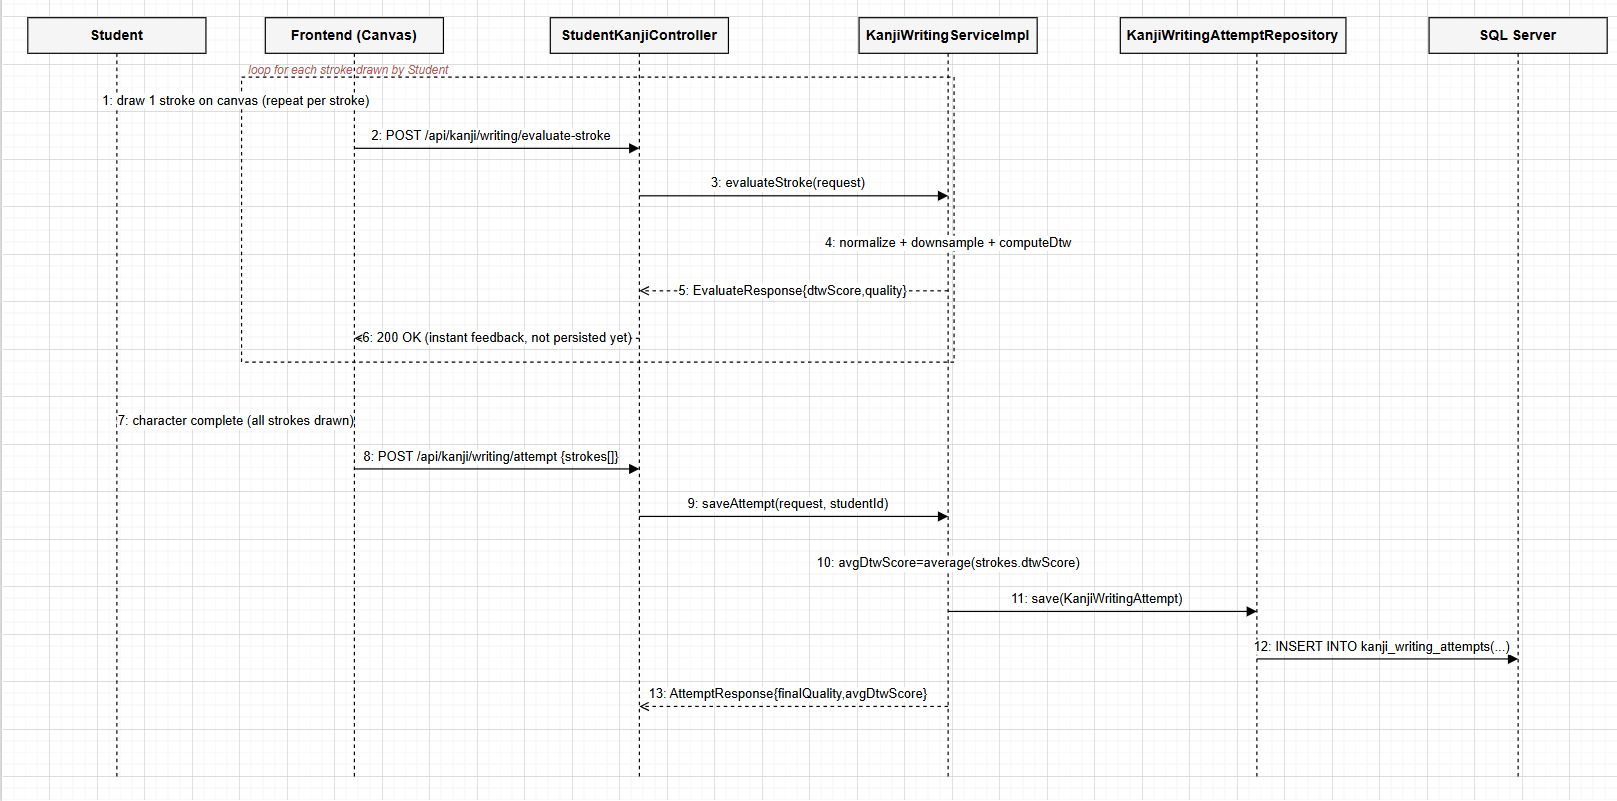 Student
Frontend (Canvas)
StudentKanjiController
KanjiWritingServiceImpl
KanjiWritingAttemptRepository
SQL Server
loop for each stroke drawn by Student
1: draw 1 stroke on canvas (repeat per stroke)
2: POST /api/kanji/writing/evaluate-stroke
3: evaluateStroke(request)
4: normalize + downsample + computeDtw
5: EvaluateResponse{dtwScore,quality}
6: 200 OK (instant feedback, not persisted yet)
7: character complete (all strokes drawn)
8: POST /api/kanji/writing/attempt {strokes[]}
9: saveAttempt(request, studentId)
10: avgDtwScore=average(strokes.dtwScore)
11: save(KanjiWritingAttempt)
12: INSERT INTO kanji_writing_attempts(...)
13: AttemptResponse{finalQuality,avgDtwScore}